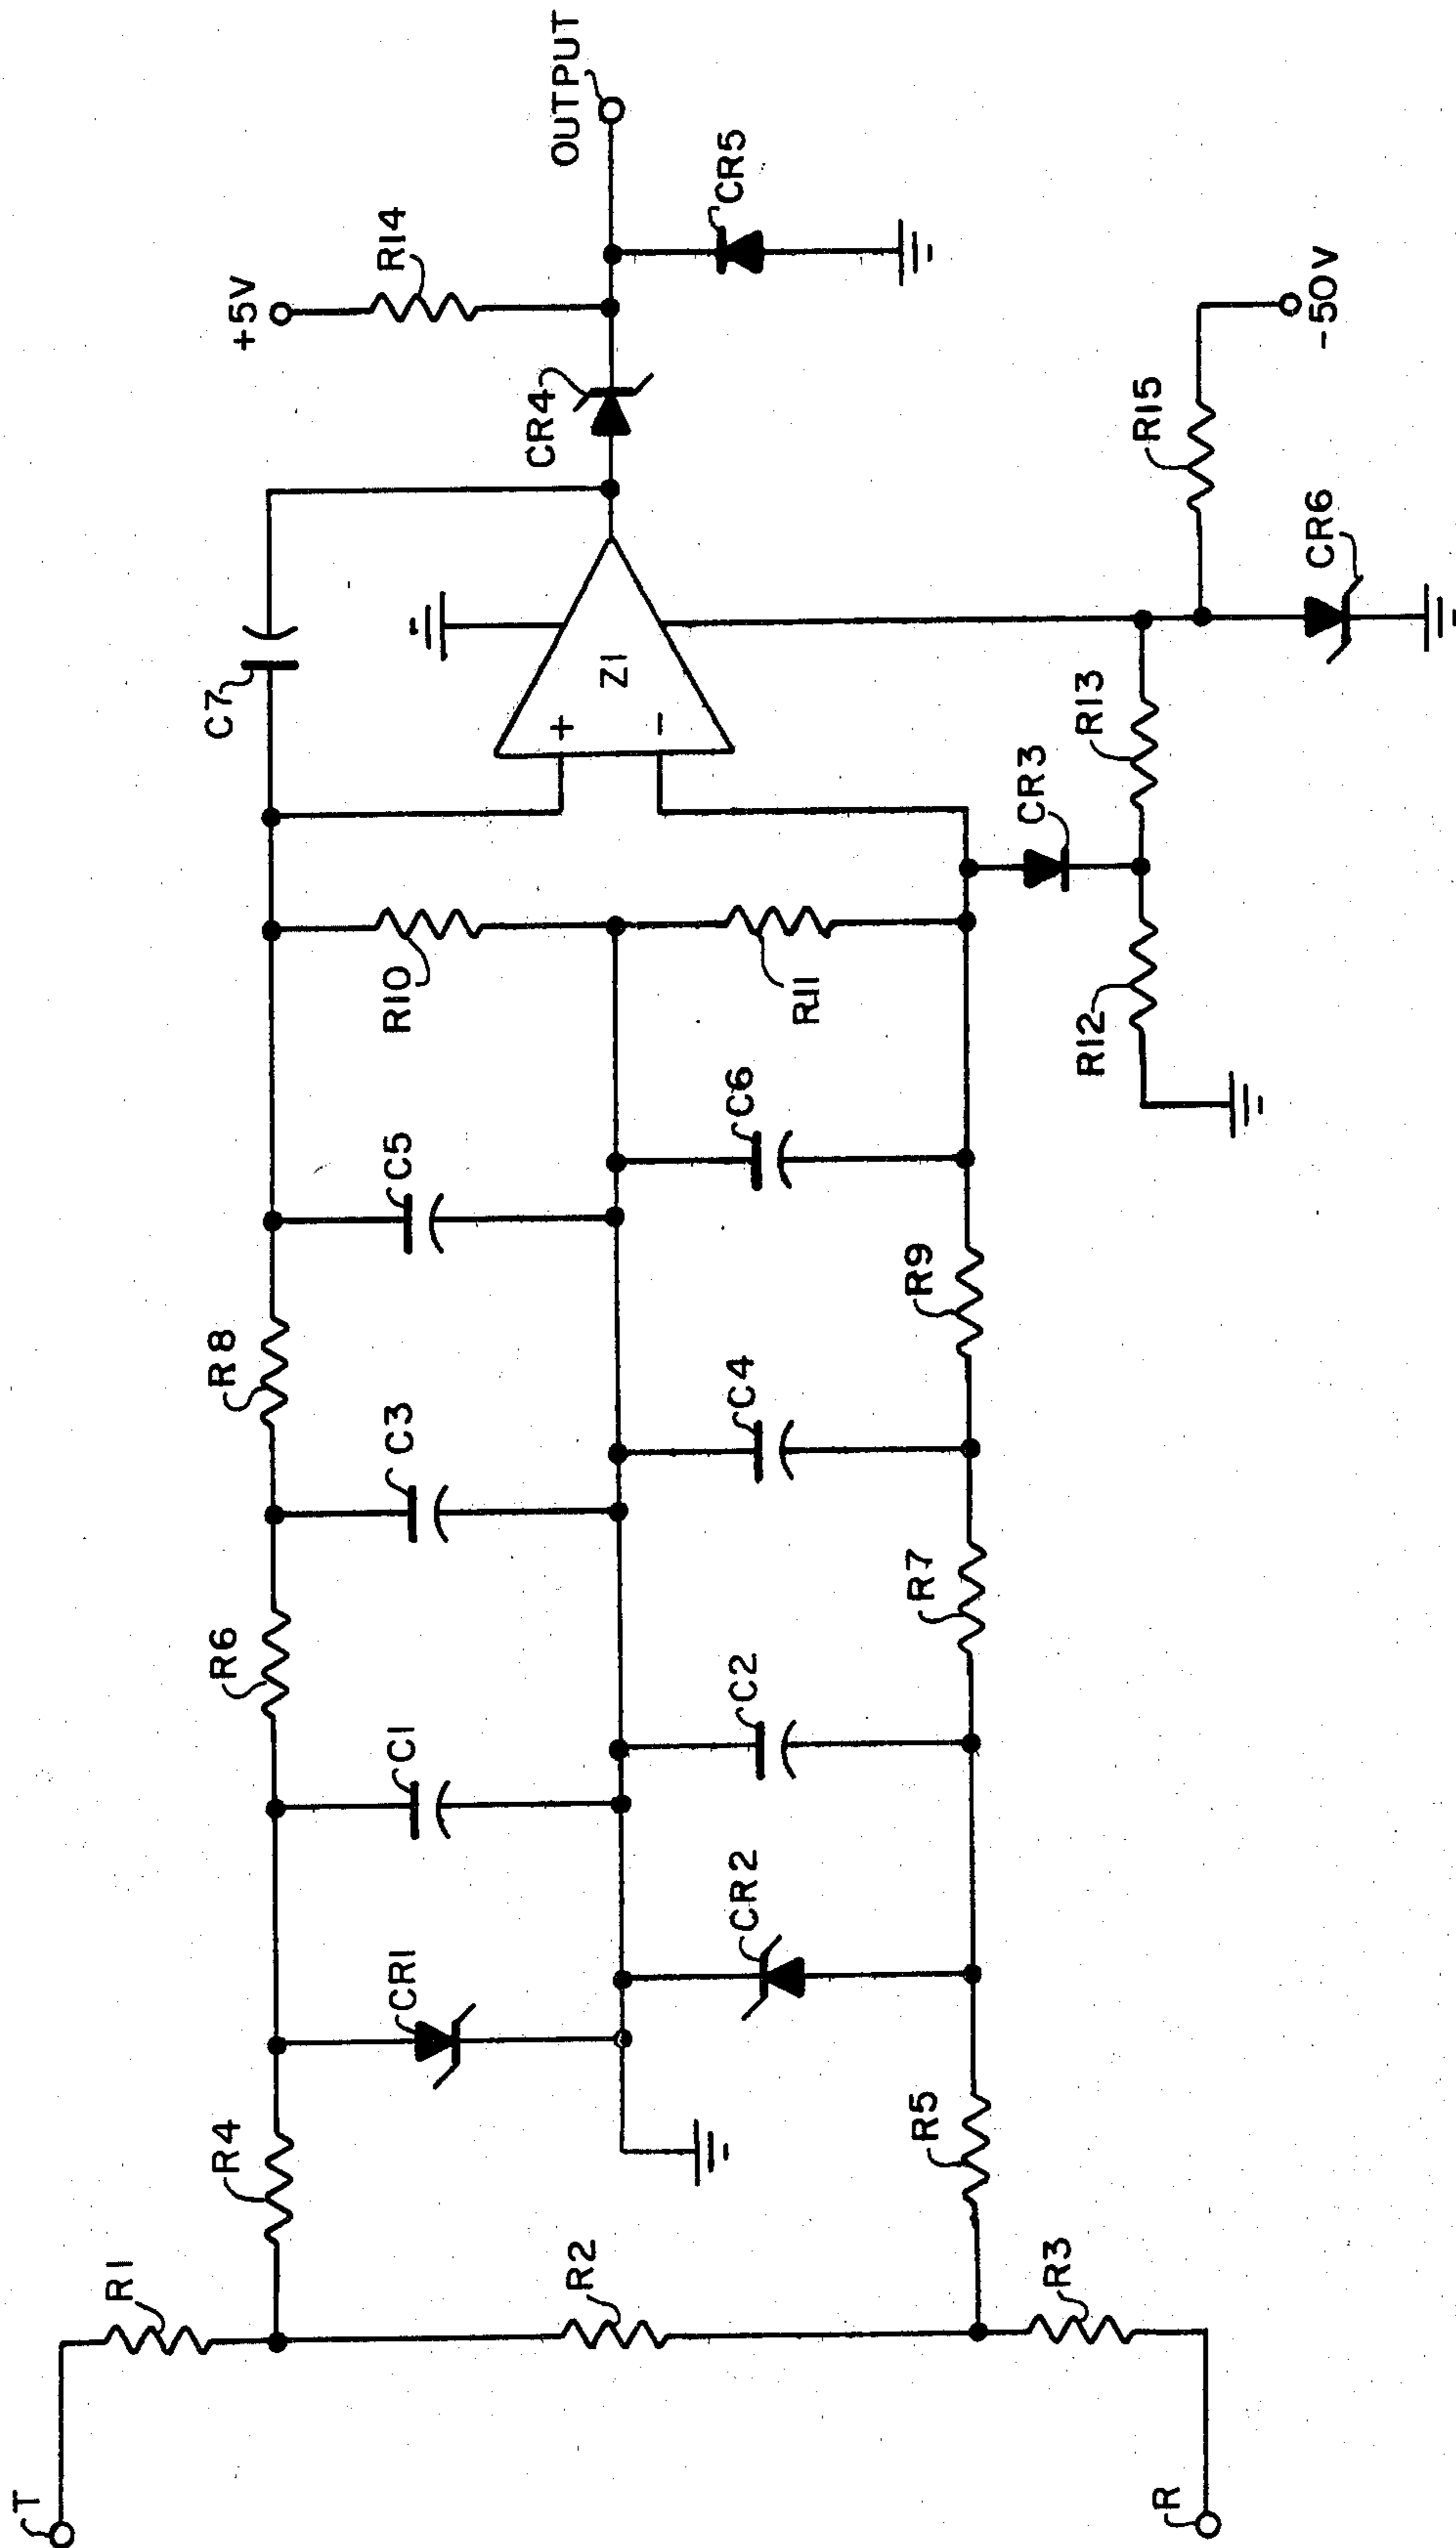 T
R1
R2
R3
R
R4
R5
CR1
CR2
C1
C2
R6
R7
C3
C4
R8
R9
C5
C6
R10
R11
R12
CR3
R13
C7
+
-
Z1
CR4
+5V
R14
OUTPUT
CR5
R15
CR6
-50V